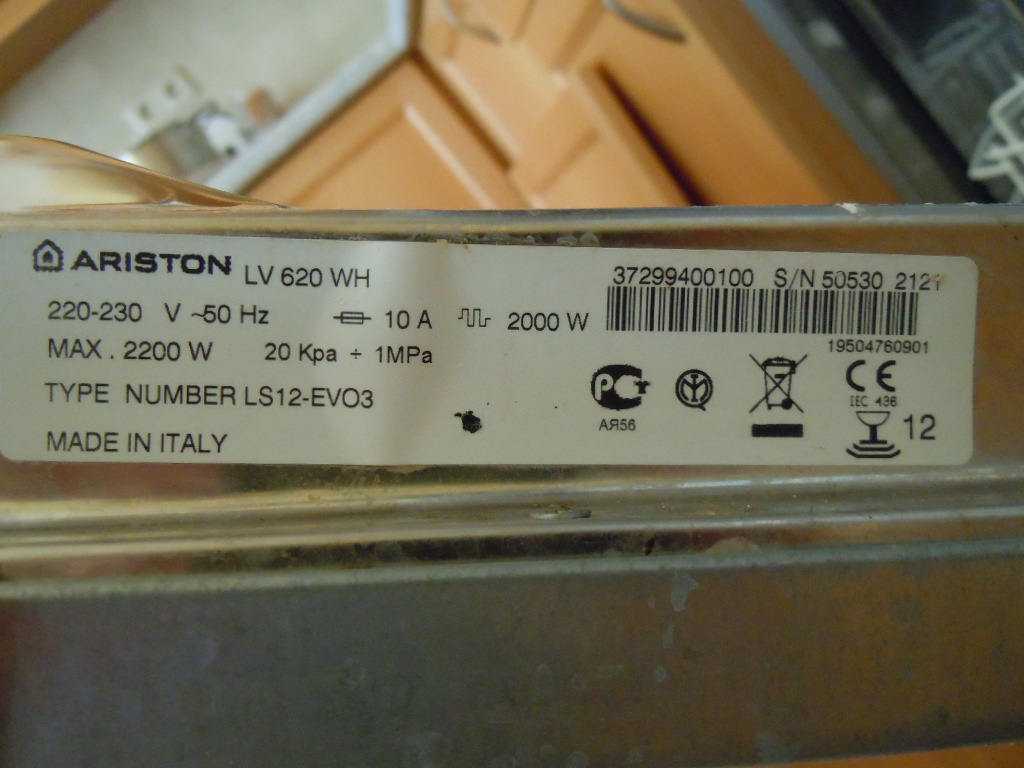 ARISTON LV 620 WH
220-230 V ~50 Hz 10 A 2000 W
MAX . 2200 W 20 Kpa ÷ 1MPa
TYPE NUMBER LS12-EVO3
MADE IN ITALY
37299400100 S/N 50530 2121
19504760901
РСТ
АЯ56
CE
IEC 436
12